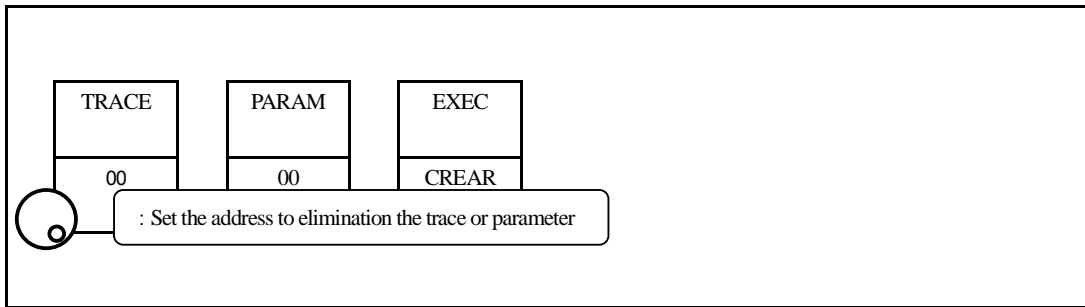 TRACE PARAM EXEC
00 00 CREAR
: Set the address to elimination the trace or parameter